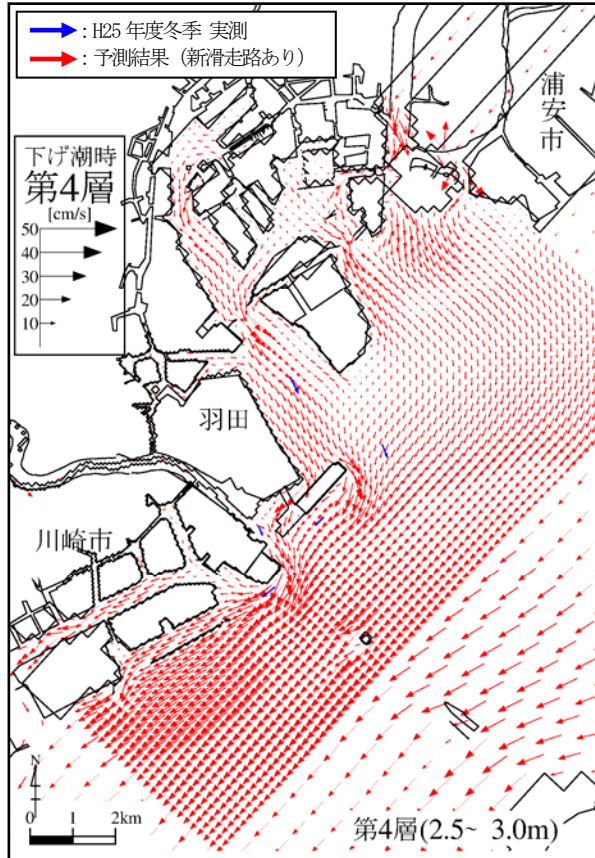 ：H25 年度冬季 実測
：予測結果（新滑走路あり）
浦安市
下げ潮時
第4層
[cm/s]
50
40
30
20
10
羽田
川崎市
N
0 1 2km
第4層(2.5~ 3.0m)